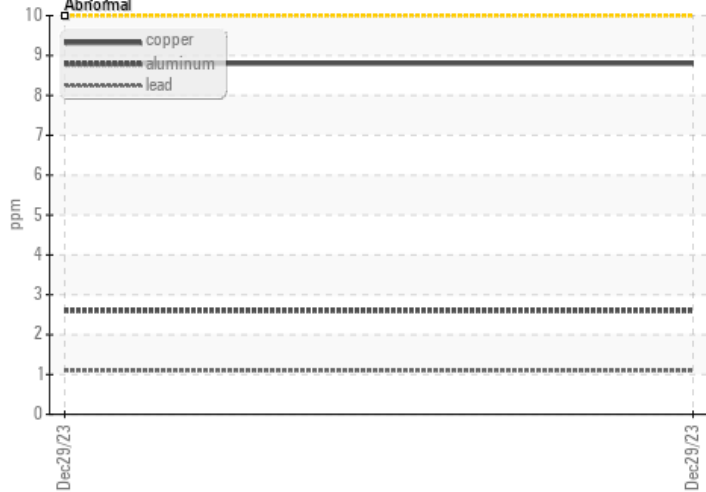 Abnormal
10
copper
9
aluminum
lead
8
7
6
ppm
5
4
3
2
1
0
Dec29/23
Dec29/23